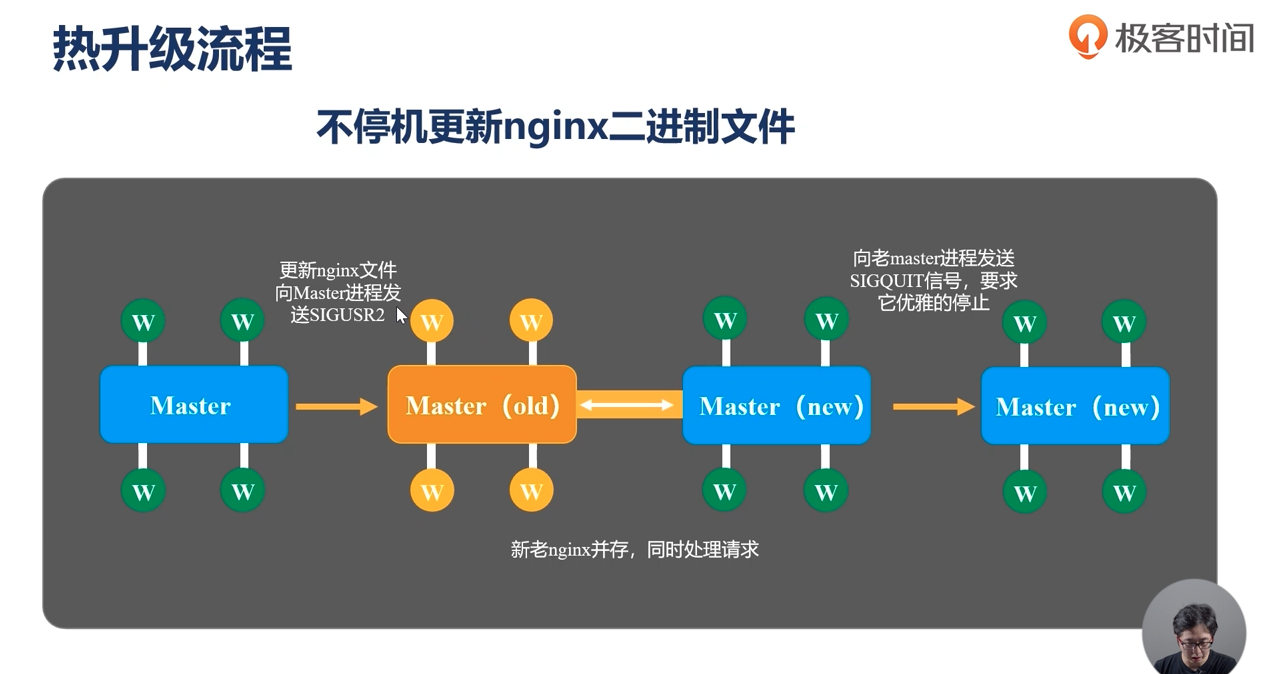 热升级流程
极客时间
不停机更新nginx二进制文件
更新nginx文件
向Master进程发
送SIGUSR2
向老master进程发送
SIGQUIT信号，要求
它优雅的停止
W W W W W W W W
Master Master（old） Master（new） Master（new）
W W W W W W W W
新老nginx并存，同时处理请求